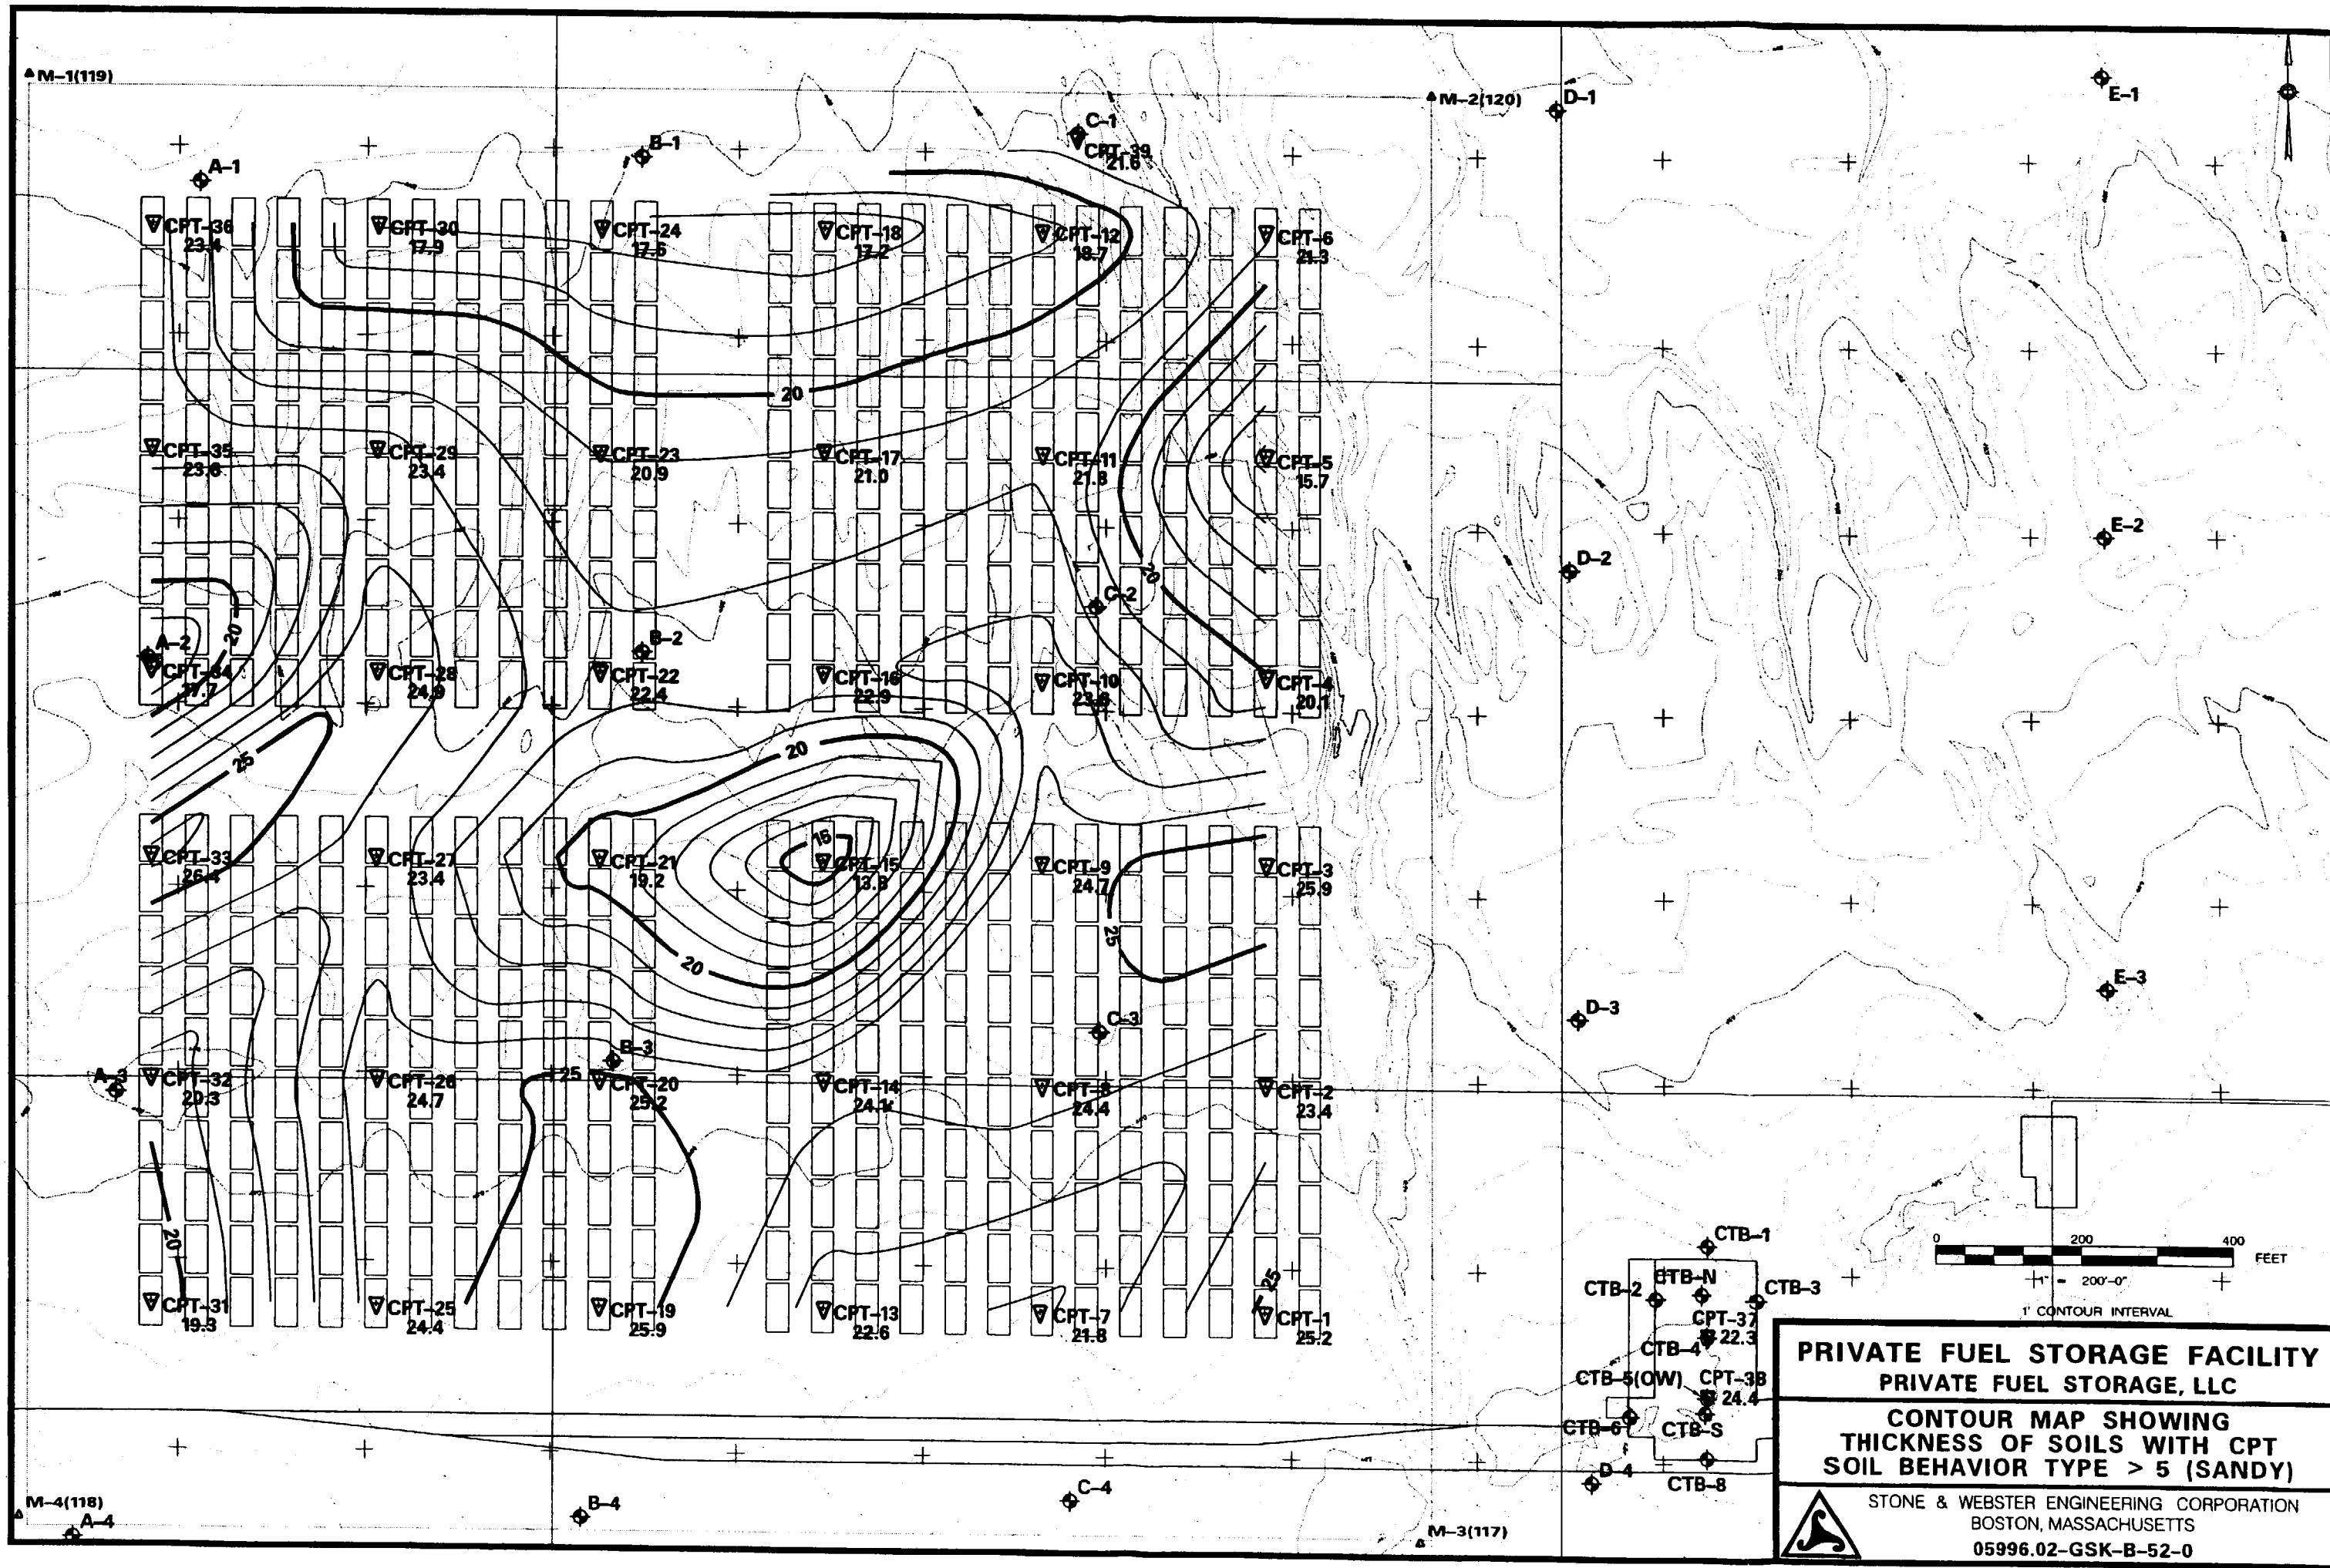 M-1(119)
M-2(120)
D-1
E-1
C-1
CPT-39
21.6
B-1
A-1
CPT-36
23.4
CPT-30
17.9
CPT-24
17.6
CPT-18
17.2
CPT-12
18.7
CPT-6
21.3
20
CPT-35
23.6
CPT-29
23.4
CPT-23
20.9
CPT-17
21.0
CPT-11
21.8
CPT-5
15.7
E-2
20
D-2
C-2
20
A-2
B-2
CPT-34
17.7
CPT-28
24.9
CPT-22
22.4
CPT-16
22.9
CPT-10
23.6
CPT-4
20.1
25
20
15
CPT-33
26.4
CPT-27
23.4
CPT-21
19.2
CPT-15
13.8
CPT-9
24.7
CPT-3
25.9
25
20
E-3
D-3
C-3
B-3
A-3
25
CPT-32
20.3
CPT-26
24.7
CPT-20
25.2
CPT-14
24.1
CPT-8
24.4
CPT-2
23.4
20
25
CPT-31
19.3
CPT-25
24.4
CPT-19
25.9
CPT-13
22.6
CPT-7
21.8
CPT-1
25.2
CTB-1
CTB-N
CTB-2
CTB-3
CPT-37
22.3
CTB-4
CTB-5(OW)
CPT-38
24.4
CTB-6
CTB-S
D-4
CTB-8
0 200 400
FEET
1" = 200'-0"
1' CONTOUR INTERVAL
M-4(118)
A-4
B-4
C-4
M-3(117)
PRIVATE FUEL STORAGE FACILITY
PRIVATE FUEL STORAGE, LLC
CONTOUR MAP SHOWING
THICKNESS OF SOILS WITH CPT
SOIL BEHAVIOR TYPE > 5 (SANDY)
STONE & WEBSTER ENGINEERING CORPORATION
BOSTON, MASSACHUSETTS
05996.02-GSK-B-52-0